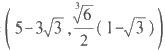 =(5-3√3, ∛6/2 (1-√3))